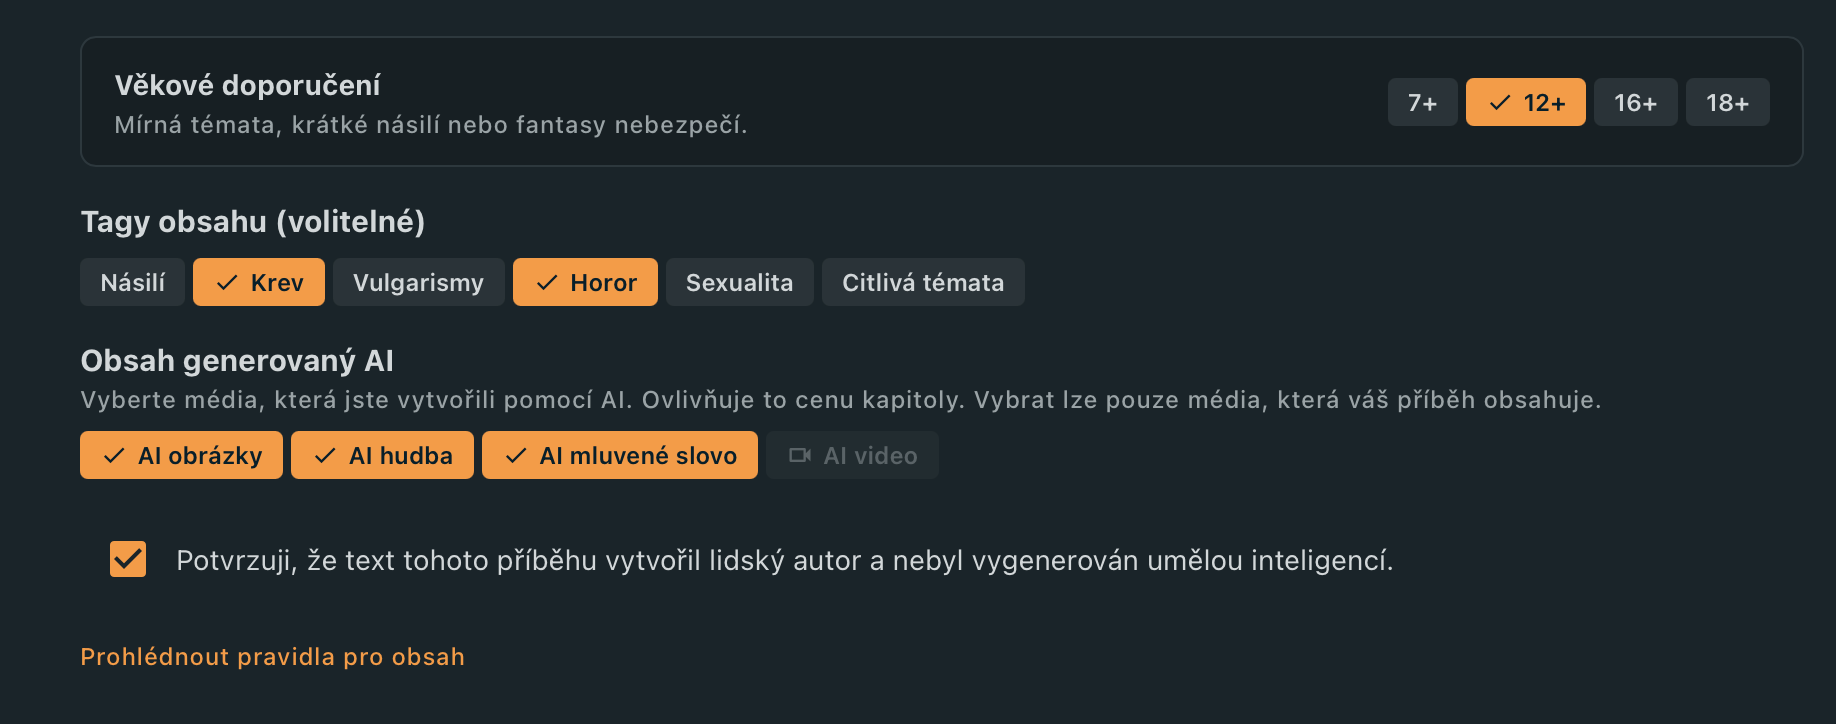 Věkové doporučení
Mírná témata, krátké násilí nebo fantasy nebezpečí.
7+ 12+ 16+ 18+
Tagy obsahu (volitelné)
Násilí Krev Vulgarismy Horor Sexualita Citlivá témata
Obsah generovaný AI
Vyberte média, která jste vytvořili pomocí AI. Ovlivňuje to cenu kapitoly. Vybrat lze pouze média, která váš příběh obsahuje.
AI obrázky AI hudba AI mluvené slovo AI video
Potvrzuji, že text tohoto příběhu vytvořil lidský autor a nebyl vygenerován umělou inteligencí.
Prohlédnout pravidla pro obsah